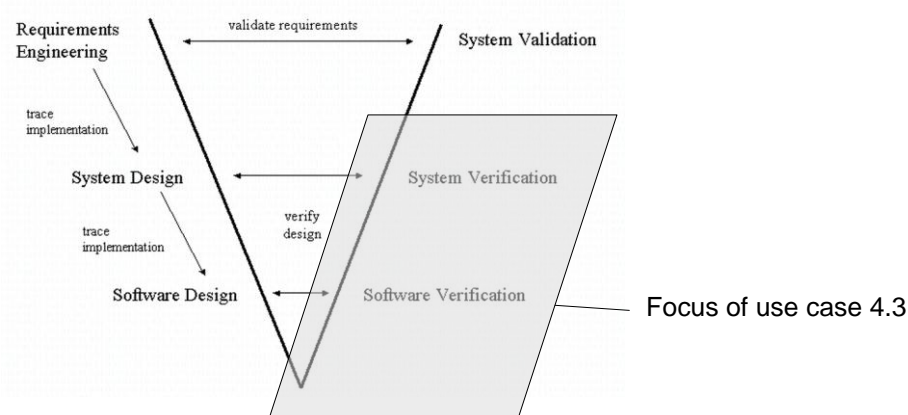 Requirements
Engineering
validate requirements
System Validation
trace
implementation
System Design
System Verification
verify
design
trace
implementation
Software Design
Software Verification
Focus of use case 4.3